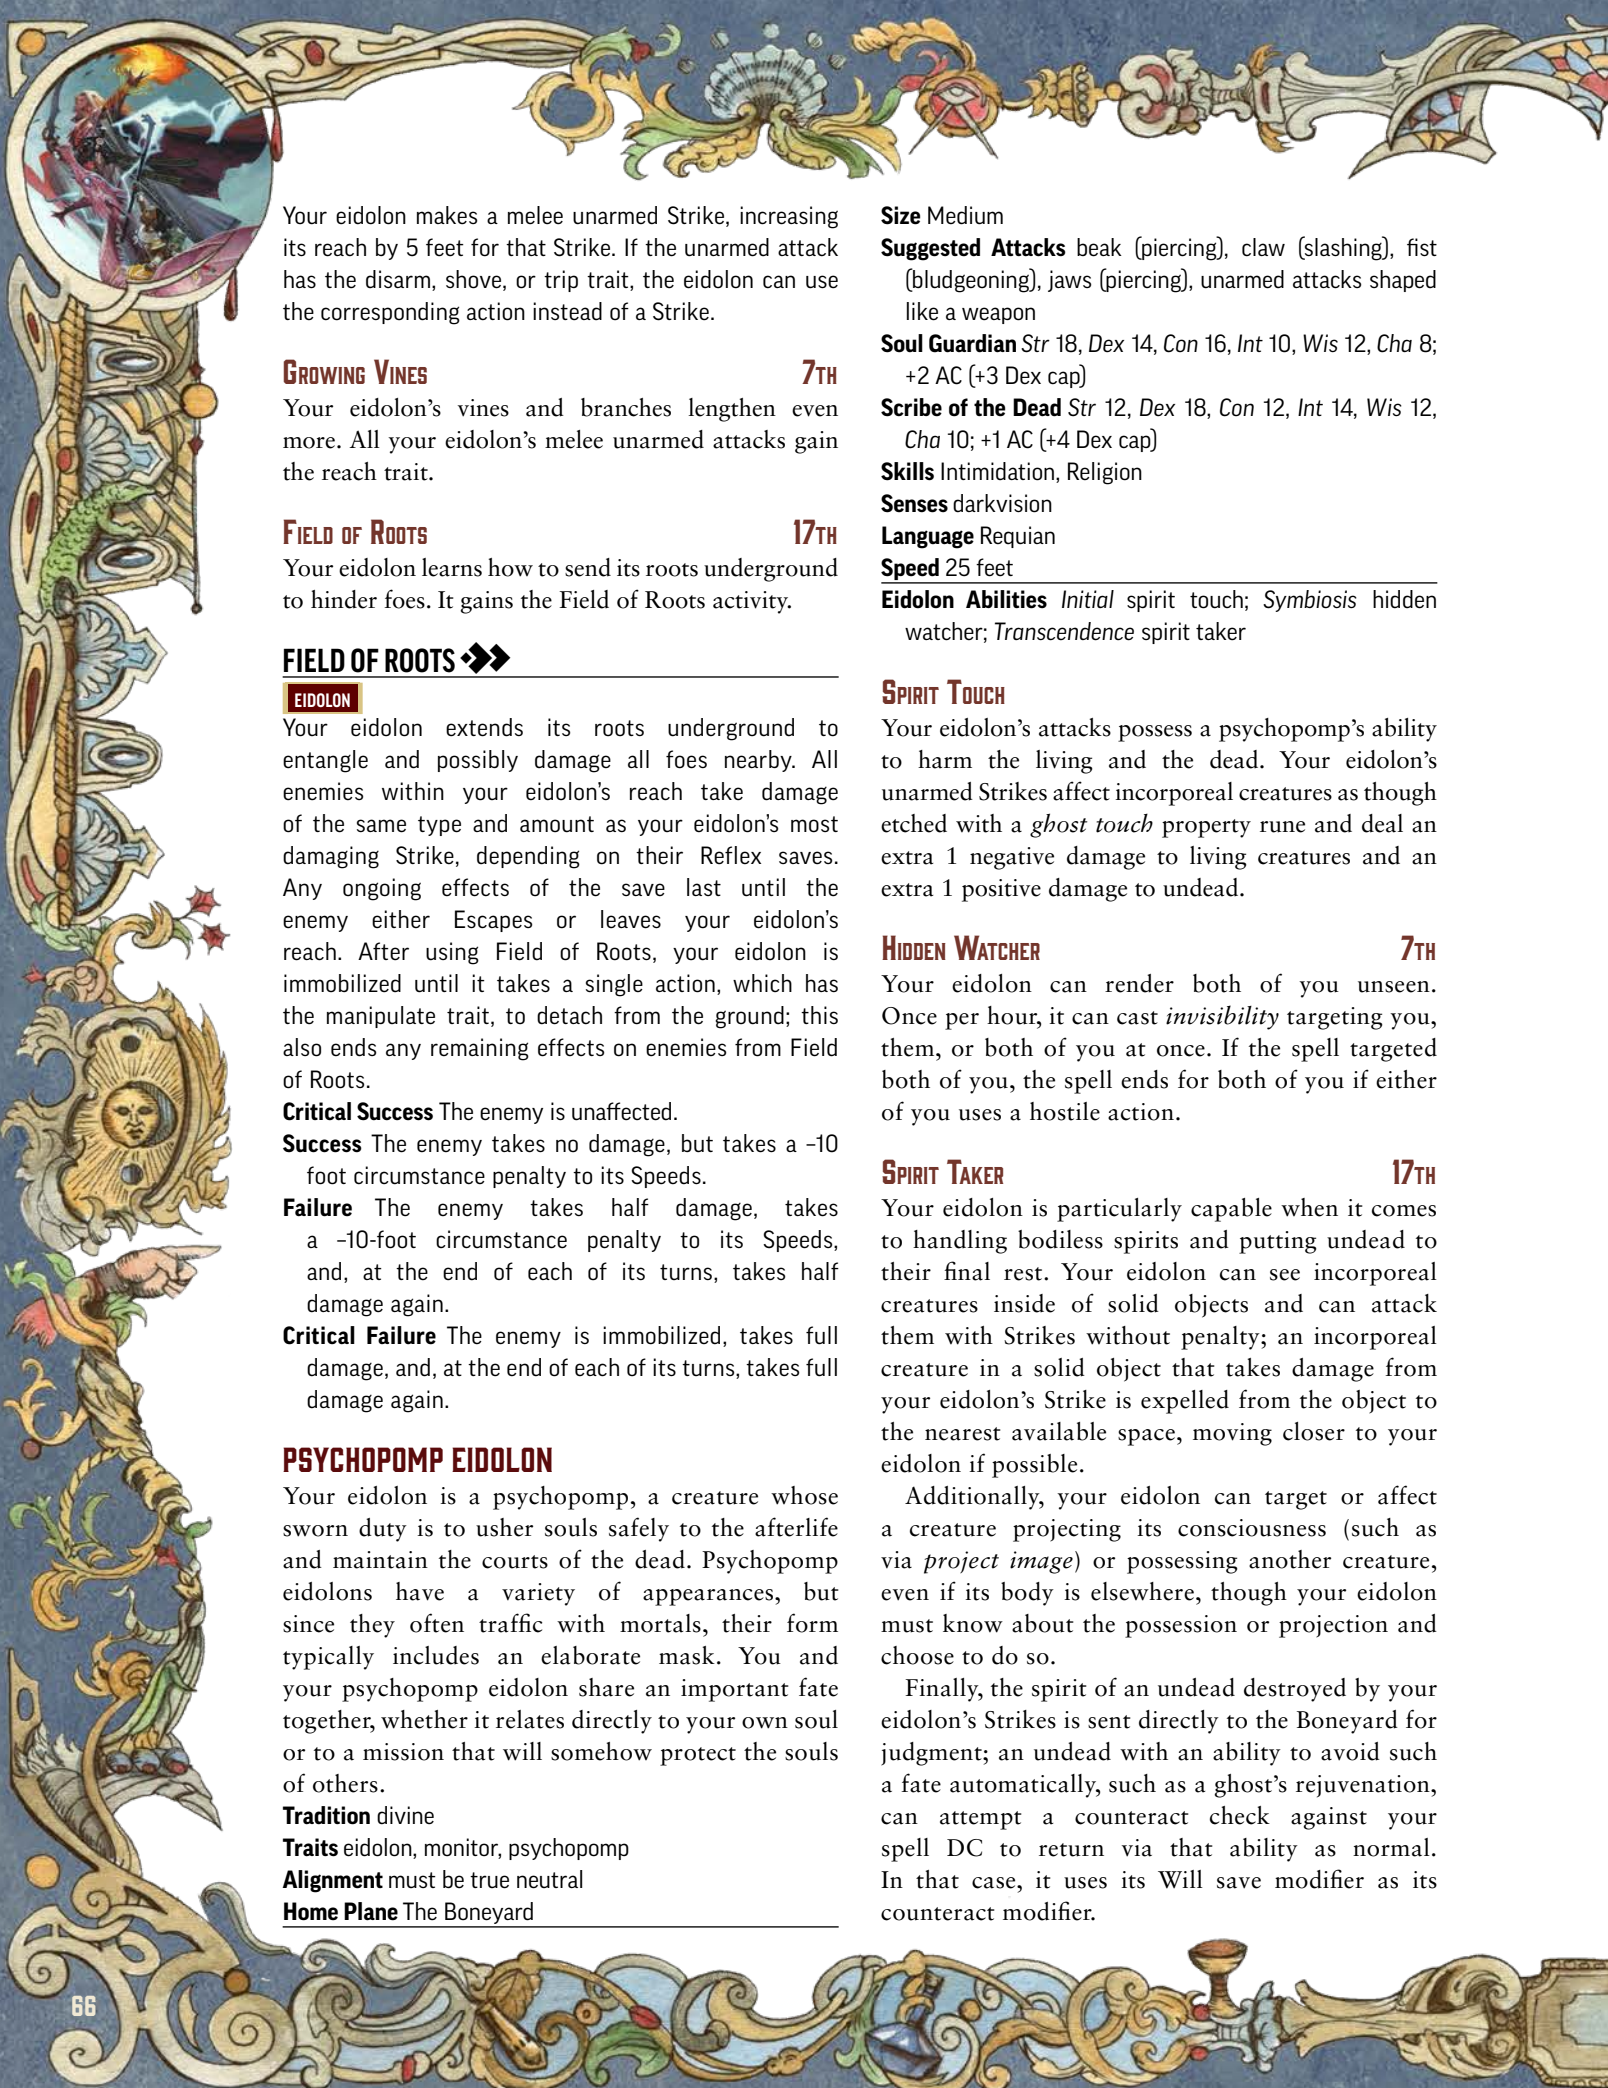 Your eidolon makes a melee unarmed Strike, increasing
its reach by 5 feet for that Strike. If the unarmed attack
has the disarm, shove, or trip trait, the eidolon can use
the corresponding action instead of a Strike.
Growing Vines 7th
Your eidolon's vines and branches lengthen even
more. All your eidolon's melee unarmed attacks gain
the reach trait.
Field of Roots 17th
Your eidolon learns how to send its roots underground
to hinder foes. It gains the Field of Roots activity.
FIELD OF ROOTS
EIDOLON
Your eidolon extends its roots underground to
entangle and possibly damage all foes nearby. All
enemies within your eidolon's reach take damage
of the same type and amount as your eidolon's most
damaging Strike, depending on their Reflex saves.
Any ongoing effects of the save last until the
enemy either Escapes or leaves your eidolon's
reach. After using Field of Roots, your eidolon is
immobilized until it takes a single action, which has
the manipulate trait, to detach from the ground; this
also ends any remaining effects on enemies from Field
of Roots.
Critical Success The enemy is unaffected.
Success The enemy takes no damage, but takes a –10
foot circumstance penalty to its Speeds.
Failure The enemy takes half damage, takes
a –10-foot circumstance penalty to its Speeds,
and, at the end of each of its turns, takes half
damage again.
Critical Failure The enemy is immobilized, takes full
damage, and, at the end of each of its turns, takes full
damage again.
PSYCHOPOMP EIDOLON
Your eidolon is a psychopomp, a creature whose
sworn duty is to usher souls safely to the afterlife
and maintain the courts of the dead. Psychopomp
eidolons have a variety of appearances, but
since they often traffic with mortals, their form
typically includes an elaborate mask. You and
your psychopomp eidolon share an important fate
together, whether it relates directly to your own soul
or to a mission that will somehow protect the souls
of others.
Tradition divine
Traits eidolon, monitor, psychopomp
Alignment must be true neutral
Home Plane The Boneyard
Size Medium
Suggested Attacks beak (piercing), claw (slashing), fist
(bludgeoning), jaws (piercing), unarmed attacks shaped
like a weapon
Soul Guardian Str 18, Dex 14, Con 16, Int 10, Wis 12, Cha 8;
+2 AC (+3 Dex cap)
Scribe of the Dead Str 12, Dex 18, Con 12, Int 14, Wis 12,
Cha 10; +1 AC (+4 Dex cap)
Skills Intimidation, Religion
Senses darkvision
Language Requian
Speed 25 feet
Eidolon Abilities Initial spirit touch; Symbiosis hidden
watcher; Transcendence spirit taker
Spirit Touch
Your eidolon's attacks possess a psychopomp's ability
to harm the living and the dead. Your eidolon's
unarmed Strikes affect incorporeal creatures as though
etched with a ghost touch property rune and deal an
extra 1 negative damage to living creatures and an
extra 1 positive damage to undead.
Hidden Watcher 7th
Your eidolon can render both of you unseen.
Once per hour, it can cast invisibility targeting you,
them, or both of you at once. If the spell targeted
both of you, the spell ends for both of you if either
of you uses a hostile action.
Spirit Taker 17th
Your eidolon is particularly capable when it comes
to handling bodiless spirits and putting undead to
their final rest. Your eidolon can see incorporeal
creatures inside of solid objects and can attack
them with Strikes without penalty; an incorporeal
creature in a solid object that takes damage from
your eidolon's Strike is expelled from the object to
the nearest available space, moving closer to your
eidolon if possible.
Additionally, your eidolon can target or affect
a creature projecting its consciousness (such as
via project image) or possessing another creature,
even if its body is elsewhere, though your eidolon
must know about the possession or projection and
choose to do so.
Finally, the spirit of an undead destroyed by your
eidolon's Strikes is sent directly to the Boneyard for
judgment; an undead with an ability to avoid such
a fate automatically, such as a ghost's rejuvenation,
can attempt a counteract check against your
spell DC to return via that ability as normal.
In that case, it uses its Will save modifier as its
counteract modifier.
66